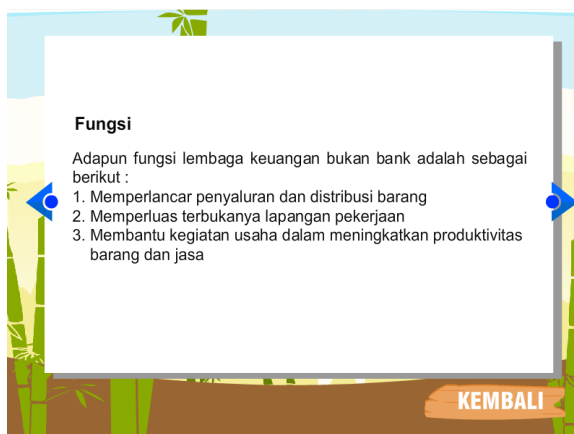 Fungsi
Adapun fungsi lembaga keuangan bukan bank adalah sebagai
berikut :
1. Memperlancar penyaluran dan distribusi barang
2. Memperluas terbukanya lapangan pekerjaan
3. Membantu kegiatan usaha dalam meningkatkan produktivitas
barang dan jasa
KEMBALI